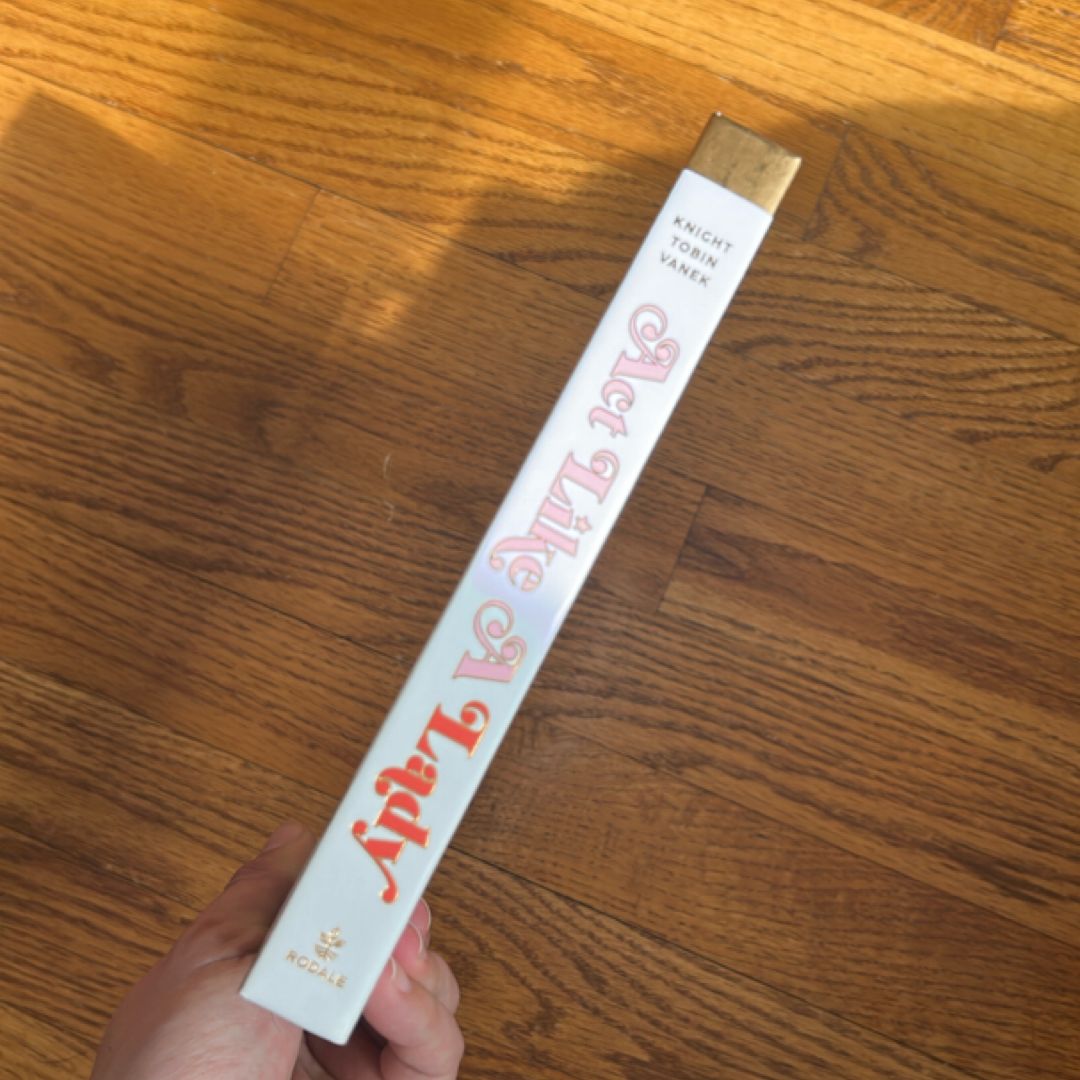 KNIGHT
TOBIN
VANEK
Act Like A Lady
RODALE